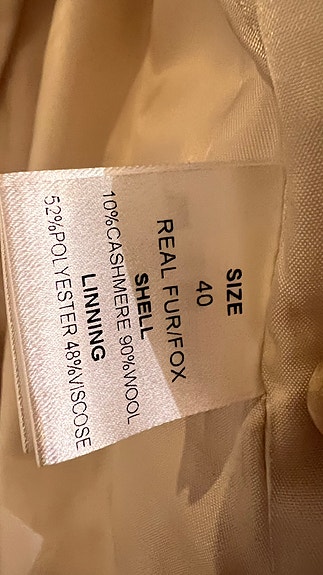 SIZE
40
REAL FUR/FOX
SHELL
10%CASHMERE 90%WOOL
LINNING
52%POLYESTER 48%VISCOSE